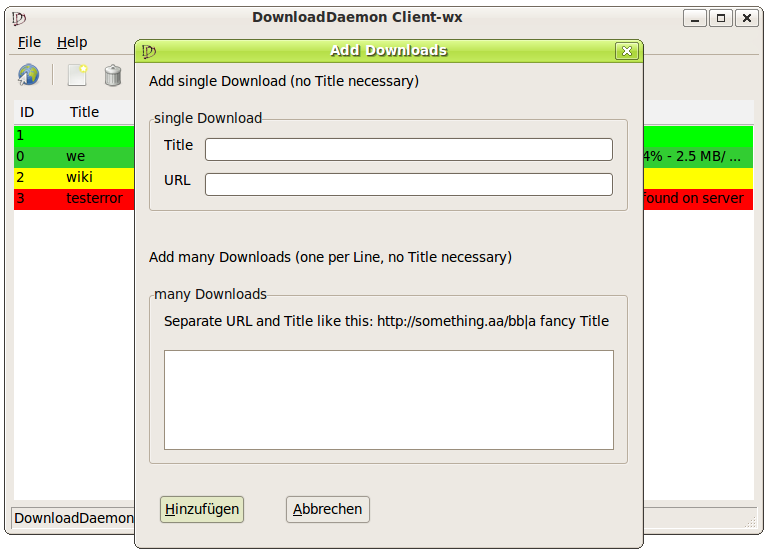 DownloadDaemon Client-wx
File Help
Add Downloads
ID Title
1
0 we 4% - 2.5 MB/ ...
2 wiki
3 testerror found on server
Add single Download (no Title necessary)
single Download
Title
URL
Add many Downloads (one per Line, no Title necessary)
many Downloads
Separate URL and Title like this: http://something.aa/bb|a fancy Title
Hinzufügen Abbrechen
DownloadDaemon